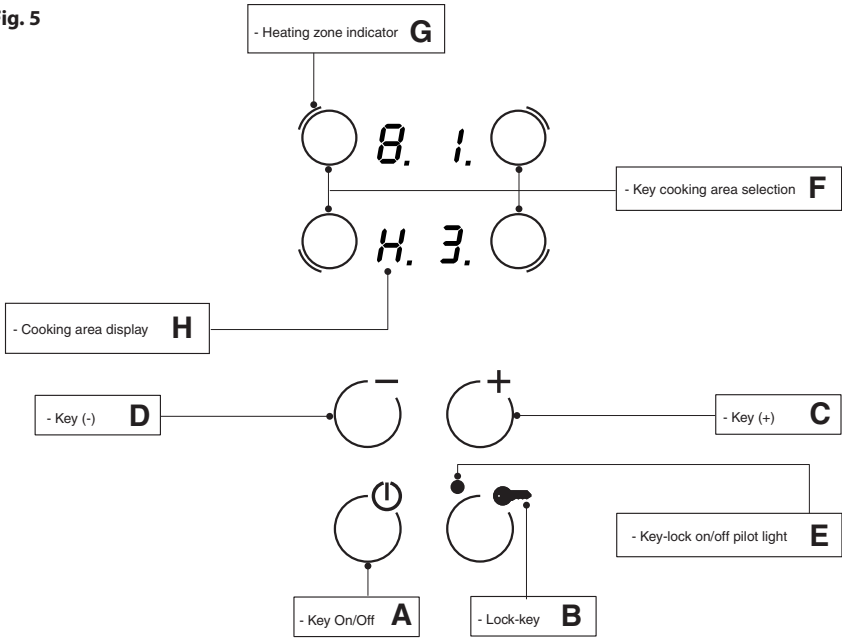 Fig. 5
- Heating zone indicator G
8. 1.
- Key cooking area selection F
H. 3.
- Cooking area display H
- Key (-) D
- Key (+) C
- Key-lock on/off pilot light E
- Key On/Off A
- Lock-key B